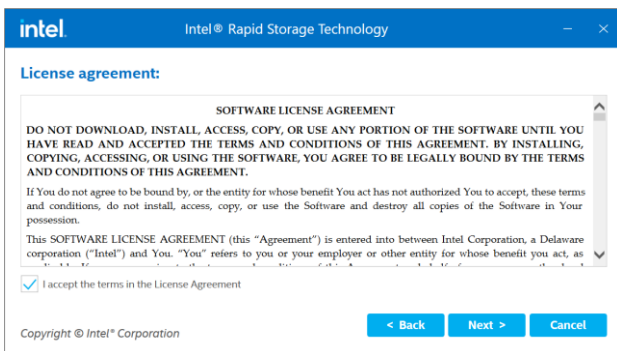 intel.
Intel® Rapid Storage Technology
License agreement:
SOFTWARE LICENSE AGREEMENT
DO NOT DOWNLOAD, INSTALL, ACCESS, COPY, OR USE ANY PORTION OF THE SOFTWARE UNTIL YOU
HAVE READ AND ACCEPTED THE TERMS AND CONDITIONS OF THIS AGREEMENT. BY INSTALLING,
COPYING, ACCESSING, OR USING THE SOFTWARE, YOU AGREE TO BE LEGALLY BOUND BY THE TERMS
AND CONDITIONS OF THIS AGREEMENT.
If You do not agree to be bound by, or the entity for whose benefit You act has not authorized You to accept, these terms
and conditions, do not install, access, copy, or use the Software and destroy all copies of the Software in Your
possession.
This SOFTWARE LICENSE AGREEMENT (this “Agreement”) is entered into between Intel Corporation, a Delaware
corporation (“Intel”) and You. “You” refers to you or your employer or other entity for whose benefit you act, as
I accept the terms in the License Agreement
< Back
Next >
Cancel
Copyright © Intel® Corporation